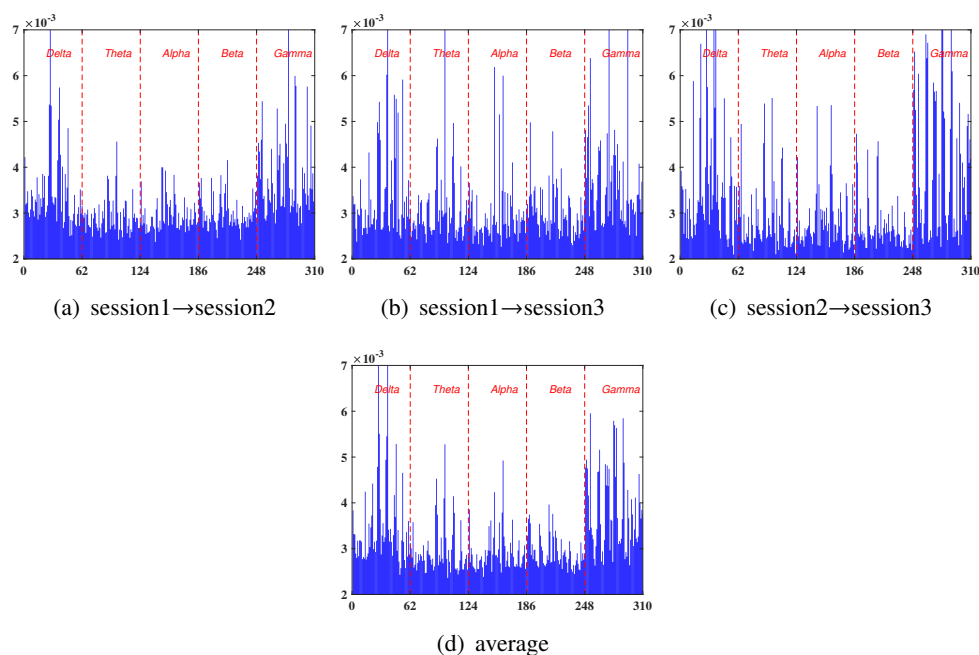 ×10⁻³ ×10⁻³ ×10⁻³
7 7 7
Delta Theta Alpha Beta Gamma Delta Theta Alpha Beta Gamma Delta Theta Alpha Beta Gamma
6 6 6
5 5 5
4 4 4
3 3 3
2 2 2
0 62 124 186 248 310 0 62 124 186 248 310 0 62 124 186 248 310
(a) session1→session2 (b) session1→session3 (c) session2→session3
×10⁻³
7
Delta Theta Alpha Beta Gamma
6
5
4
3
2
0 62 124 186 248 310
(d) average